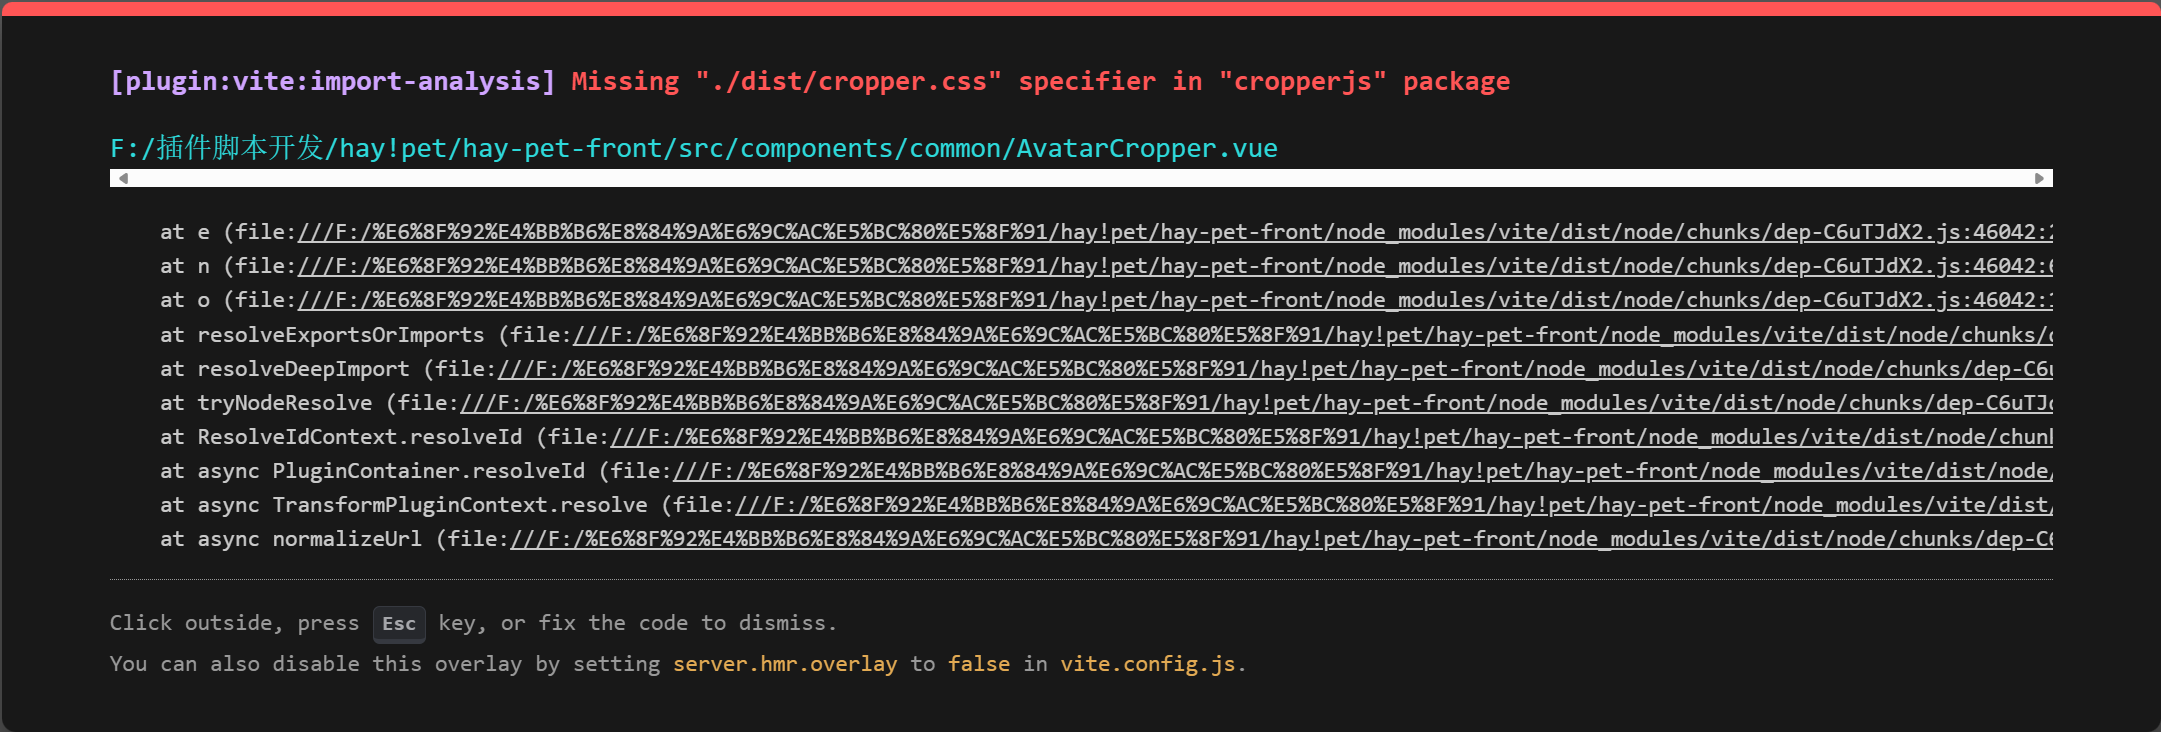 [plugin:vite:import-analysis] Missing "./dist/cropper.css" specifier in "cropperjs" package
F:/插件脚本开发/hay!pet/hay-pet-front/src/components/common/AvatarCropper.vue
at e (file:///F:/%E6%8F%92%E4%BB%B6%E8%84%9A%E6%9C%AC%E5%BC%80%E5%8F%91/hay!pet/hay-pet-front/node_modules/vite/dist/node/chunks/dep-C6uTJdX2.js:46042:2
at n (file:///F:/%E6%8F%92%E4%BB%B6%E8%84%9A%E6%9C%AC%E5%BC%80%E5%8F%91/hay!pet/hay-pet-front/node_modules/vite/dist/node/chunks/dep-C6uTJdX2.js:46042:6
at o (file:///F:/%E6%8F%92%E4%BB%B6%E8%84%9A%E6%9C%AC%E5%BC%80%E5%8F%91/hay!pet/hay-pet-front/node_modules/vite/dist/node/chunks/dep-C6uTJdX2.js:46042:1
at resolveExportsOrImports (file:///F:/%E6%8F%92%E4%BB%B6%E8%84%9A%E6%9C%AC%E5%BC%80%E5%8F%91/hay!pet/hay-pet-front/node_modules/vite/dist/node/chunks/d
at resolveDeepImport (file:///F:/%E6%8F%92%E4%BB%B6%E8%84%9A%E6%9C%AC%E5%BC%80%E5%8F%91/hay!pet/hay-pet-front/node_modules/vite/dist/node/chunks/dep-C6u
at tryNodeResolve (file:///F:/%E6%8F%92%E4%BB%B6%E8%84%9A%E6%9C%AC%E5%BC%80%E5%8F%91/hay!pet/hay-pet-front/node_modules/vite/dist/node/chunks/dep-C6uTJd
at ResolveIdContext.resolveId (file:///F:/%E6%8F%92%E4%BB%B6%E8%84%9A%E6%9C%AC%E5%BC%80%E5%8F%91/hay!pet/hay-pet-front/node_modules/vite/dist/node/chunk
at async PluginContainer.resolveId (file:///F:/%E6%8F%92%E4%BB%B6%E8%84%9A%E6%9C%AC%E5%BC%80%E5%8F%91/hay!pet/hay-pet-front/node_modules/vite/dist/node/
at async TransformPluginContext.resolve (file:///F:/%E6%8F%92%E4%BB%B6%E8%84%9A%E6%9C%AC%E5%BC%80%E5%8F%91/hay!pet/hay-pet-front/node_modules/vite/dist/
at async normalizeUrl (file:///F:/%E6%8F%92%E4%BB%B6%E8%84%9A%E6%9C%AC%E5%BC%80%E5%8F%91/hay!pet/hay-pet-front/node_modules/vite/dist/node/chunks/dep-C6
Click outside, press Esc key, or fix the code to dismiss.
You can also disable this overlay by setting server.hmr.overlay to false in vite.config.js.